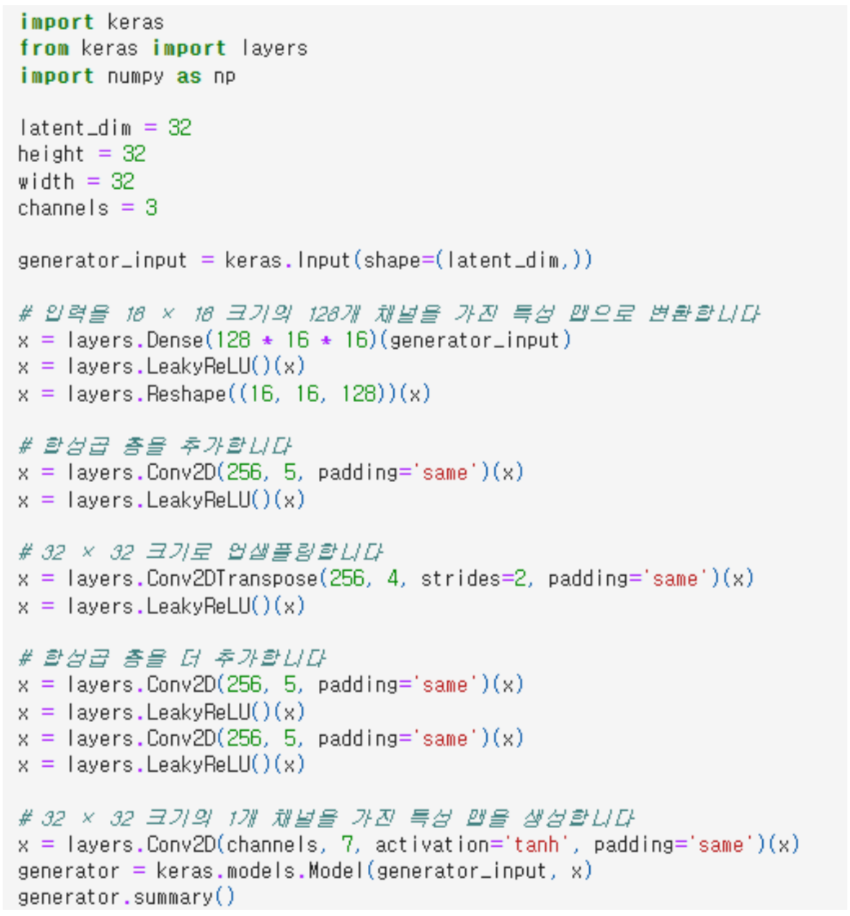 import keras
from keras import layers
import numpy as np
latent_dim = 32
height = 32
width = 32
channels = 3
generator_input = keras.Input(shape=(latent_dim,))
# 입력을 16 × 16 크기의 128개 채널을 가진 특성 맵으로 변환합니다
x = layers.Dense(128 * 16 * 16)(generator_input)
x = layers.LeakyReLU()(x)
x = layers.Reshape((16, 16, 128))(x)
# 합성곱 층을 추가합니다
x = layers.Conv2D(256, 5, padding='same')(x)
x = layers.LeakyReLU()(x)
# 32 × 32 크기로 업샘플링합니다
x = layers.Conv2DTranspose(256, 4, strides=2, padding='same')(x)
x = layers.LeakyReLU()(x)
# 합성곱 층을 더 추가합니다
x = layers.Conv2D(256, 5, padding='same')(x)
x = layers.LeakyReLU()(x)
x = layers.Conv2D(256, 5, padding='same')(x)
x = layers.LeakyReLU()(x)
# 32 × 32 크기의 1개 채널을 가진 특성 맵을 생성합니다
x = layers.Conv2D(channels, 7, activation='tanh', padding='same')(x)
generator = keras.models.Model(generator_input, x)
generator.summary()